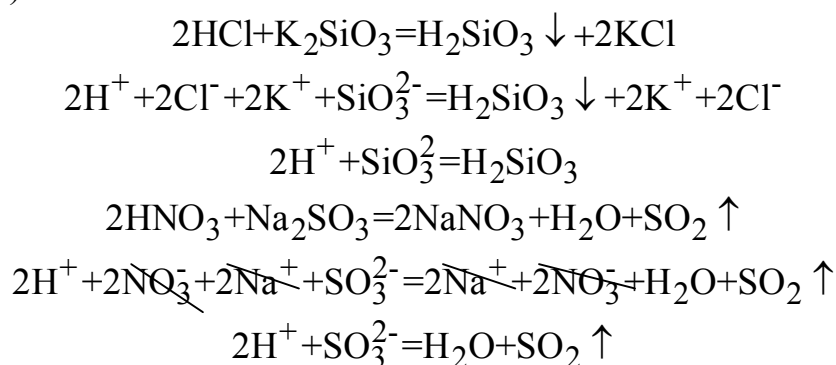 )
2HCl+K₂SiO₃=H₂SiO₃↓+2KCl
2H⁺+2Cl⁻+2K⁺+SiO₃²⁻=H₂SiO₃↓+2K⁺+2Cl⁻
2H⁺+SiO₃²=H₂SiO₃
2HNO₃+Na₂SO₃=2NaNO₃+H₂O+SO₂↑
2H⁺+2NO₃⁻+2Na⁺+SO₃²⁻=2Na⁺+2NO₃⁻+H₂O+SO₂↑
2H⁺+SO₃²⁻=H₂O+SO₂↑